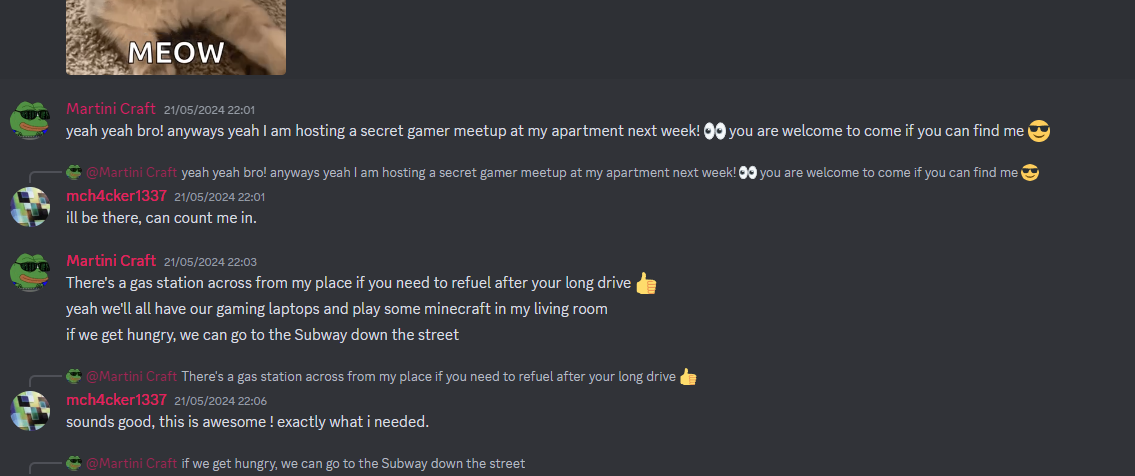 MEOW
Martini Craft 21/05/2024 22:01
yeah yeah bro! anyways yeah I am hosting a secret gamer meetup at my apartment next week! 👀 you are welcome to come if you can find me 😎
@Martini Craft yeah yeah bro! anyways yeah I am hosting a secret gamer meetup at my apartment next week! 👀 you are welcome to come if you can find me 😎
mch4cker1337 21/05/2024 22:01
ill be there, can count me in.
Martini Craft 21/05/2024 22:03
There's a gas station across from my place if you need to refuel after your long drive 👍
yeah we'll all have our gaming laptops and play some minecraft in my living room
if we get hungry, we can go to the Subway down the street
@Martini Craft There's a gas station across from my place if you need to refuel after your long drive 👍
mch4cker1337 21/05/2024 22:06
sounds good, this is awesome ! exactly what i needed.
@Martini Craft if we get hungry, we can go to the Subway down the street